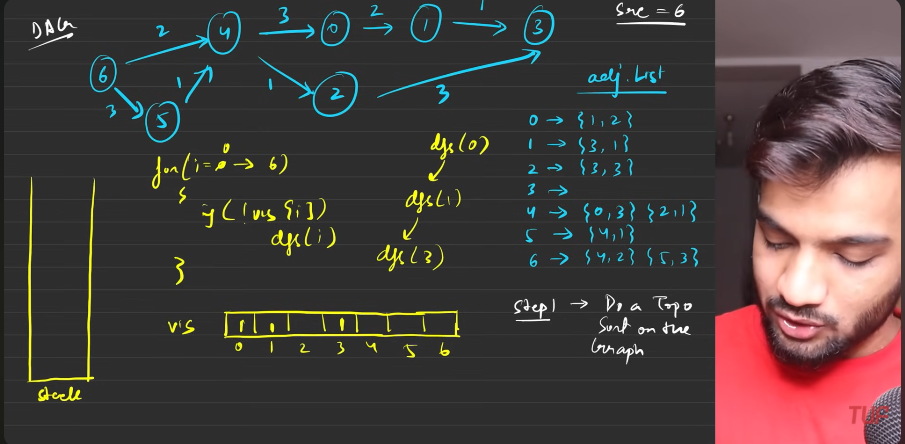 DAG
src = 6
2
4
3
0
2
1
1
3
6
3
5
1
1
2
3
adj. List
0 → {1,2}
1 → {3,1}
2 → {3,3}
3 →
4 → {0,3} {2,1}
5 → {4,1}
6 → {4,2} {5,3}
for(i=0 → 6)
{
if(!vis[i])
dfs(i)
}
dfs(0)
dfs(1)
dfs(3)
vis
1 1 1
0 1 2 3 4 5 6
stack
Step1 → Do a Topo
Sort on the
Graph
TUF